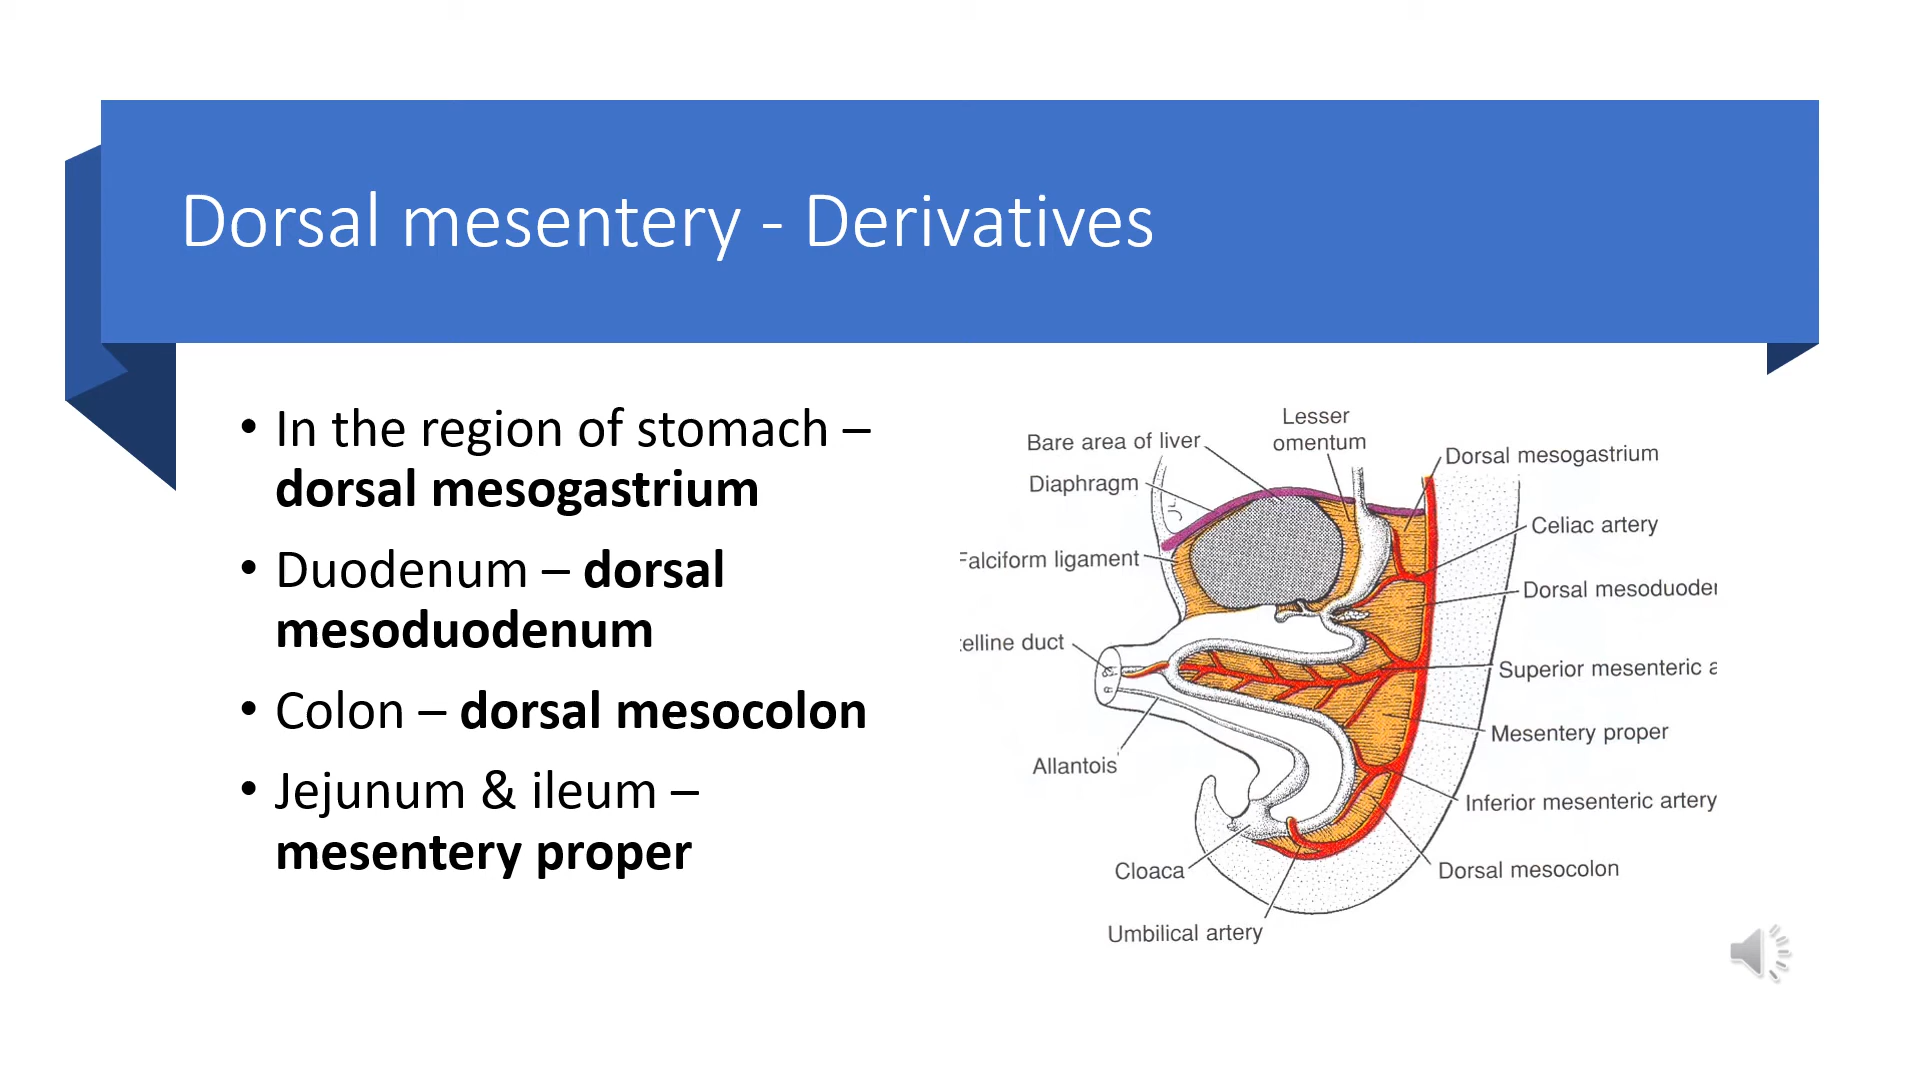 Dorsal mesentery - Derivatives
• In the region of stomach –
dorsal mesogastrium
• Duodenum – dorsal
mesoduodenum
• Colon – dorsal mesocolon
• Jejunum & ileum –
mesentery proper
Lesser
omentum
Bare area of liver
Diaphragm
Falciform ligament
telline duct
Allantois
Cloaca
Umbilical artery
Dorsal mesogastrium
Celiac artery
Dorsal mesoduoden
Superior mesenteric a
Mesentery proper
Inferior mesenteric artery
Dorsal mesocolon